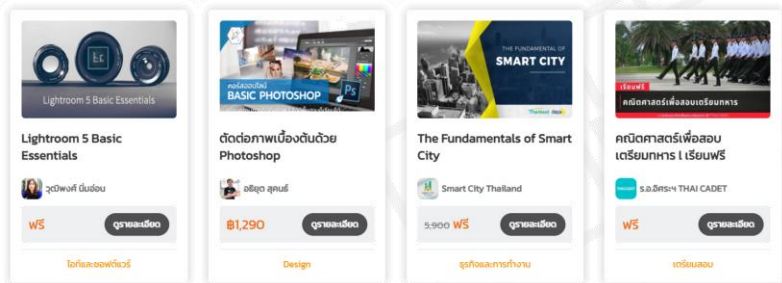 Lightroom 5 Basic Essentials
Lightroom 5 Basic
Essentials
วุฒิพงศ์ นิ่มอ่อน
ฟรี
ดูรายละเอียด
ไอทีและซอฟต์แวร์
คอร์สออนไลน์
BASIC PHOTOSHOP
Ps
ตัดต่อภาพเบื้องต้นด้วย
Photoshop
อธิยุต สุคนธ์
฿1,290
ดูรายละเอียด
Design
THE FUNDAMENTAL OF
SMART CITY
The Fundamentals of Smart
City
Smart City Thailand
5,900 ฟรี
ดูรายละเอียด
ธุรกิจและการทำงาน
เรียนฟรี
คณิตศาสตร์เพื่อสอบเตรียมทหาร
คณิตศาสตร์เพื่อสอบ
เตรียมทหาร l เรียนฟรี
ร.อ.อิศระฯ THAI CADET
ฟรี
ดูรายละเอียด
เตรียมสอบ